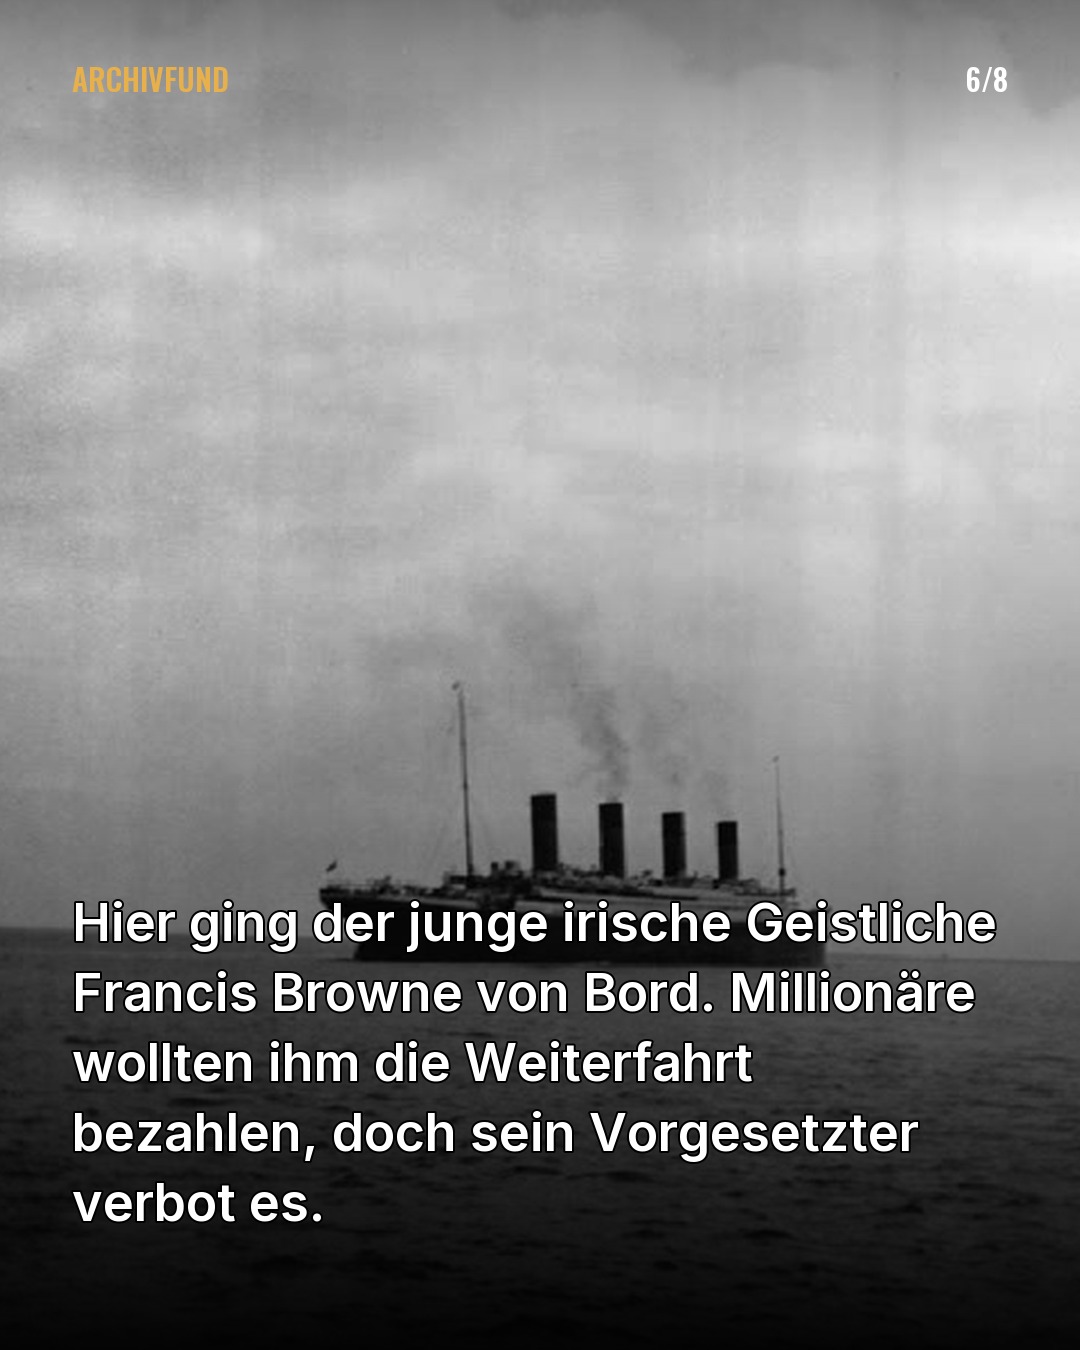 ARCHIVFUND
6/8
Hier ging der junge irische Geistliche
Francis Browne von Bord. Millionäre
wollten ihm die Weiterfahrt
bezahlen, doch sein Vorgesetzter
verbot es.